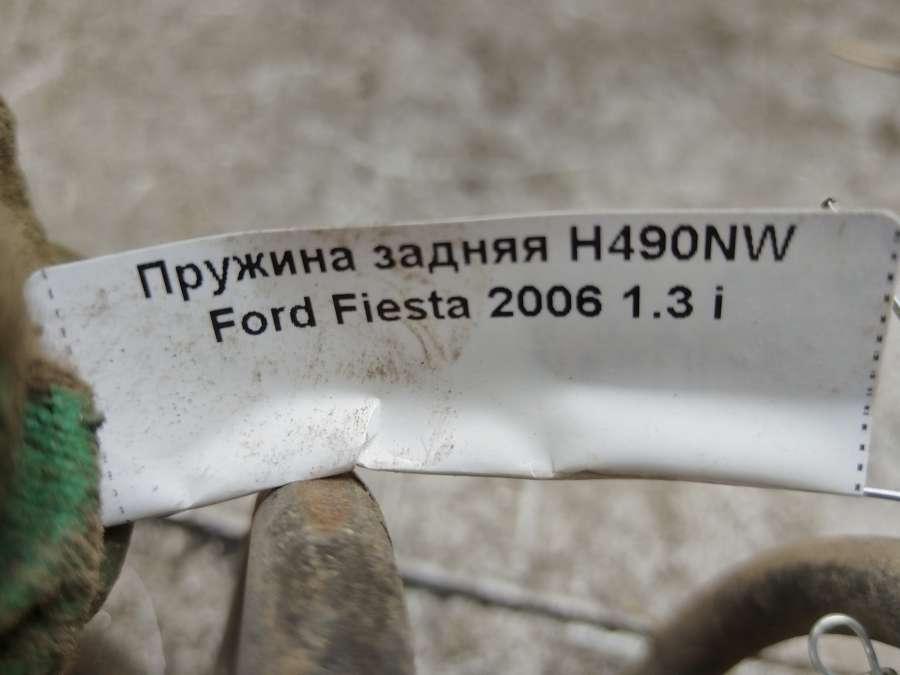 Пружина задняя H490NW
Ford Fiesta 2006 1.3 i